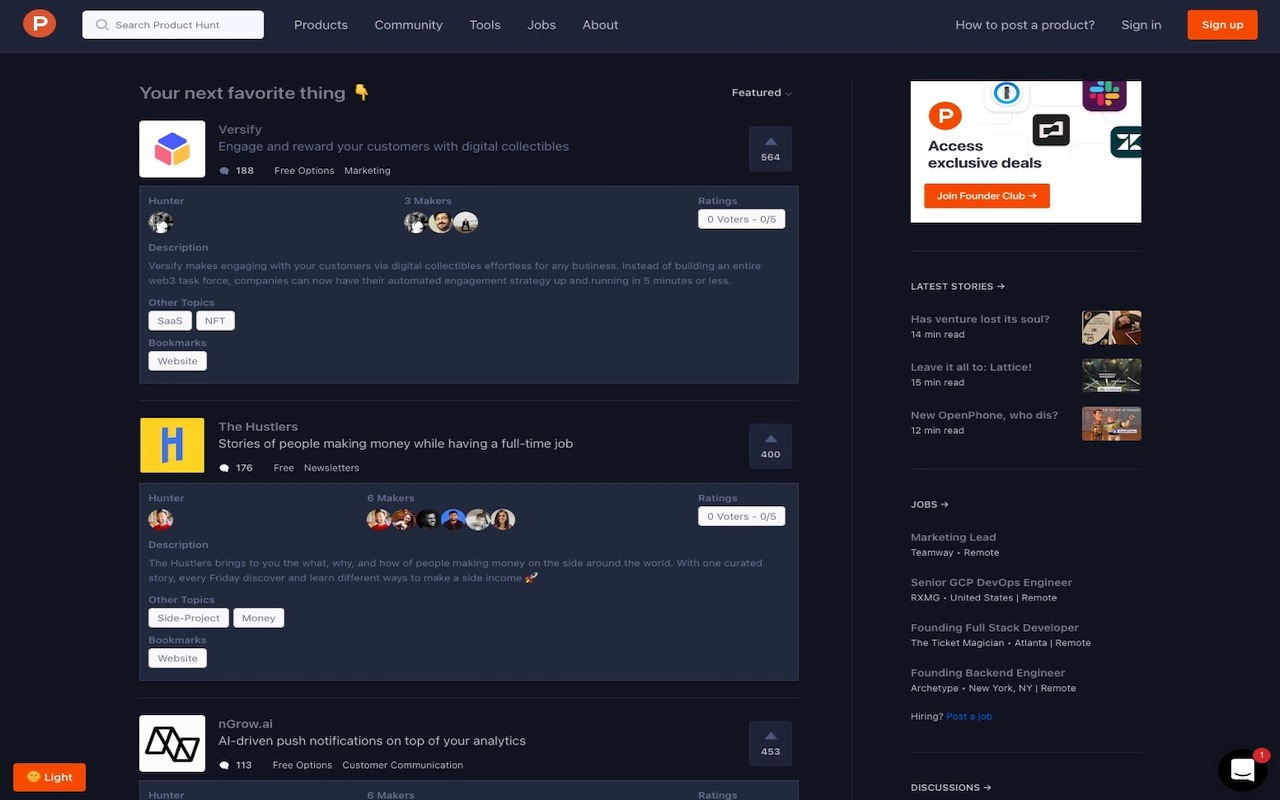 P
Search Product Hunt
Products
Community
Tools
Jobs
About
How to post a product?
Sign in
Sign up
Your next favorite thing 👇
Featured
Versify
Engage and reward your customers with digital collectibles
188 Free Options Marketing
564
Hunter
3 Makers
Ratings
0 Voters - 0/5
Description
Versify makes engaging with your customers via digital collectibles effortless for any business. Instead of building an entire
web3 task force, companies can now have their automated engagement strategy up and running in 5 minutes or less.
Other Topics
SaaS NFT
Bookmarks
Website
The Hustlers
Stories of people making money while having a full-time job
176 Free Newsletters
400
H
Hunter
6 Makers
Ratings
0 Voters - 0/5
Description
The Hustlers brings to you the what, why, and how of people making money on the side around the world. With one curated
story, every Friday discover and learn different ways to make a side income 🚀
Other Topics
Side-Project Money
Bookmarks
Website
nGrow.ai
AI-driven push notifications on top of your analytics
113 Free Options Customer Communication
453
Hunter
6 Makers
Ratings
🌞 Light
P
Access
exclusive deals
Join Founder Club →
LATEST STORIES →
Has venture lost its soul?
14 min read
Leave it all to: Lattice!
15 min read
New OpenPhone, who dis?
12 min read
JOBS →
Marketing Lead
Teamway • Remote
Senior GCP DevOps Engineer
RXMG • United States | Remote
Founding Full Stack Developer
The Ticket Magician • Atlanta | Remote
Founding Backend Engineer
Archetype • New York, NY | Remote
Hiring? Post a job
DISCUSSIONS →
1